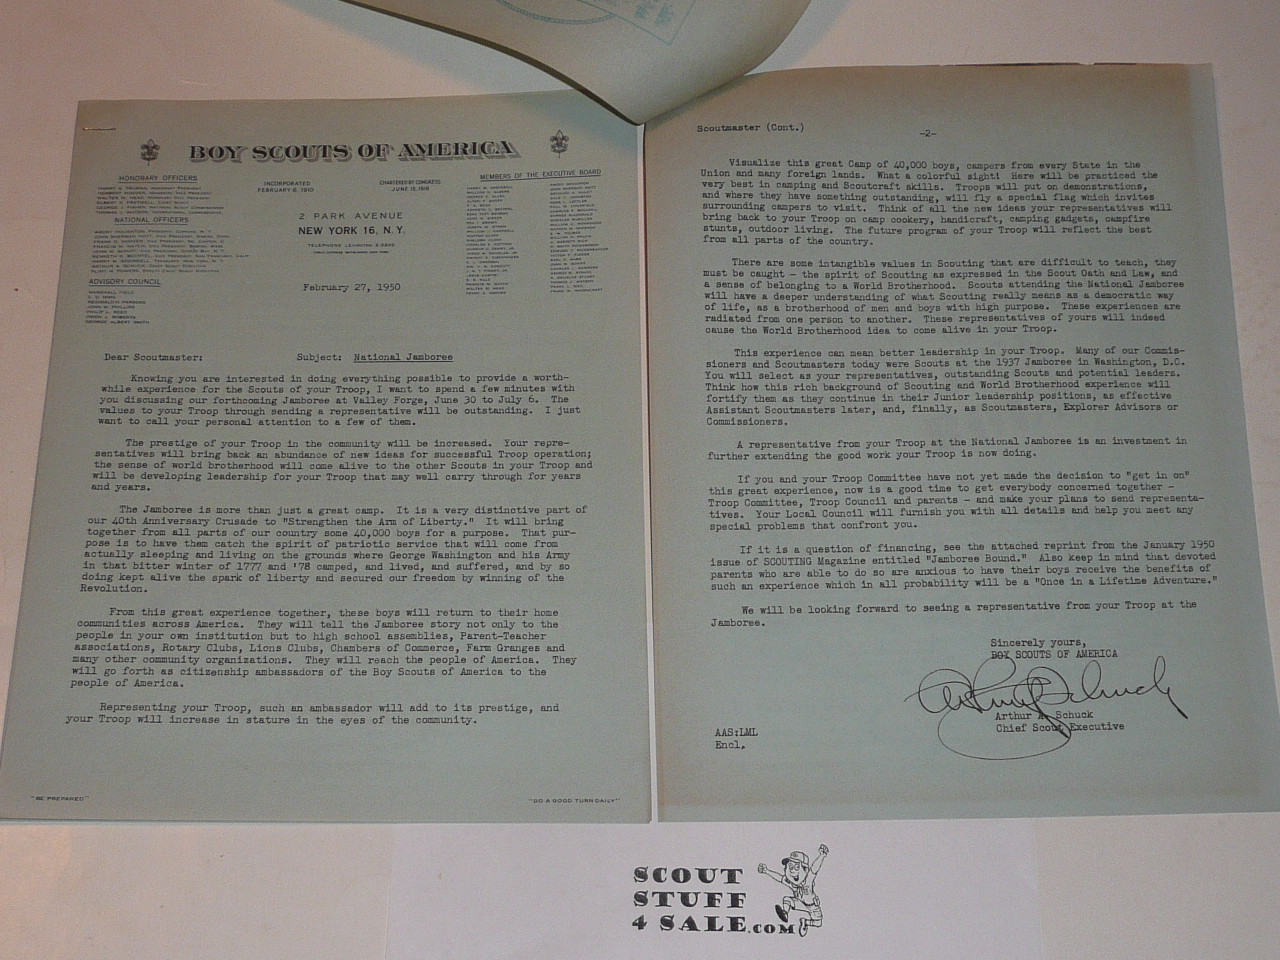 BOY SCOUTS OF AMERICA
HONORARY OFFICERS
NATIONAL OFFICERS
ADVISORY COUNCIL
MARSHALL FIELD
REGINALD H. PARSONS
JOHN M. PHILLIPS
PHILIP L. REED
OWEN J. ROBERTS
GEORGE ALBERT SMITH
INCORPORATED
FEBRUARY 8, 1910
CHARTERED BY CONGRESS
JUNE 15, 1916
2 PARK AVENUE
NEW YORK 16, N.Y.
MEMBERS OF THE EXECUTIVE BOARD
February 27, 1950
Dear Scoutmaster: Subject: National Jamboree
Knowing you are interested in doing everything possible to provide a worth-
while experience for the Scouts of your Troop, I want to spend a few minutes with
you discussing our forthcoming Jamboree at Valley Forge, June 30 to July 6. The
values to your Troop through sending a representative will be outstanding. I just
want to call your personal attention to a few of them.
The prestige of your Troop in the community will be increased. Your repre-
sentatives will bring back an abundance of new ideas for successful Troop operation;
the sense of world brotherhood will come alive to the other Scouts in your Troop and
will be developing leadership for your Troop that may well carry through for years
and years.
The Jamboree is more than just a great camp. It is a very distinctive part of
our 40th Anniversary Crusade to "Strengthen the Arm of Liberty." It will bring
together from all parts of our country some 40,000 boys for a purpose. That pur-
pose is to have them catch the spirit of patriotic service that will come from
actually sleeping and living on the grounds where George Washington and his Army
in that bitter winter of 1777 and '78 camped, and lived, and suffered, and by so
doing kept alive the spark of liberty and secured our freedom by winning of the
Revolution.
From this great experience together, these boys will return to their home
communities across America. They will tell the Jamboree story not only to the
people in your own institution but to high school assemblies, Parent-Teacher
associations, Rotary Clubs, Lions Clubs, Chambers of Commerce, Farm Granges and
many other community organizations. They will reach the people of America. They
will go forth as citizenship ambassadors of the Boy Scouts of America to the
people of America.
Representing your Troop, such an ambassador will add to its prestige, and
your Troop will increase in stature in the eyes of the community.
"BE PREPARED" "DO A GOOD TURN DAILY"
Scoutmaster (Cont.) -2-
Visualize this great Camp of 40,000 boys, campers from every State in the
Union and many foreign lands. What a colorful sight! Here will be practiced the
very best in camping and Scoutcraft skills. Troops will put on demonstrations,
and where they have something outstanding, will fly a special flag which invites
surrounding campers to visit. Think of all the new ideas your representatives will
bring back to your Troop on camp cookery, handicraft, camping gadgets, campfire
stunts, outdoor living. The future program of your Troop will reflect the best
from all parts of the country.
There are some intangible values in Scouting that are difficult to teach, they
must be caught - the spirit of Scouting as expressed in the Scout Oath and Law, and
a sense of belonging to a World Brotherhood. Scouts attending the National Jamboree
will have a deeper understanding of what Scouting really means as a democratic way
of life, as a brotherhood of men and boys with high purpose. These experiences are
radiated from one person to another. These representatives of yours will indeed
cause the World Brotherhood idea to come alive in your Troop.
This experience can mean better leadership in your Troop. Many of our Commis-
sioners and Scoutmasters today were Scouts at the 1937 Jamboree in Washington, D.C.
You will select as your representatives, outstanding Scouts and potential leaders.
Think how this rich background of Scouting and World Brotherhood experience will
fortify them as they continue in their Junior leadership positions, as effective
Assistant Scoutmasters later, and, finally, as Scoutmasters, Explorer Advisors or
Commissioners.
A representative from your Troop at the National Jamboree is an investment in
further extending the good work your Troop is now doing.
If you and your Troop Committee have not yet made the decision to "get in on"
this great experience, now is a good time to get everybody concerned together -
Troop Committee, Troop Council and parents - and make your plans to send representa-
tives. Your Local Council will furnish you with all details and help you meet any
special problems that confront you.
If it is a question of financing, see the attached reprint from the January 1950
issue of SCOUTING Magazine entitled "Jamboree Bound." Also keep in mind that devoted
parents who are able to do so are anxious to have their boys receive the benefits of
such an experience which in all probability will be a "Once in a Lifetime Adventure."
We will be looking forward to seeing a representative from your Troop at the
Jamboree.
Sincerely yours,
BOY SCOUTS OF AMERICA
Arthur A. Schuck
Arthur A. Schuck
Chief Scout Executive
AAS:LML
Encl.
SCOUT
STUFF
4 SALE.COM